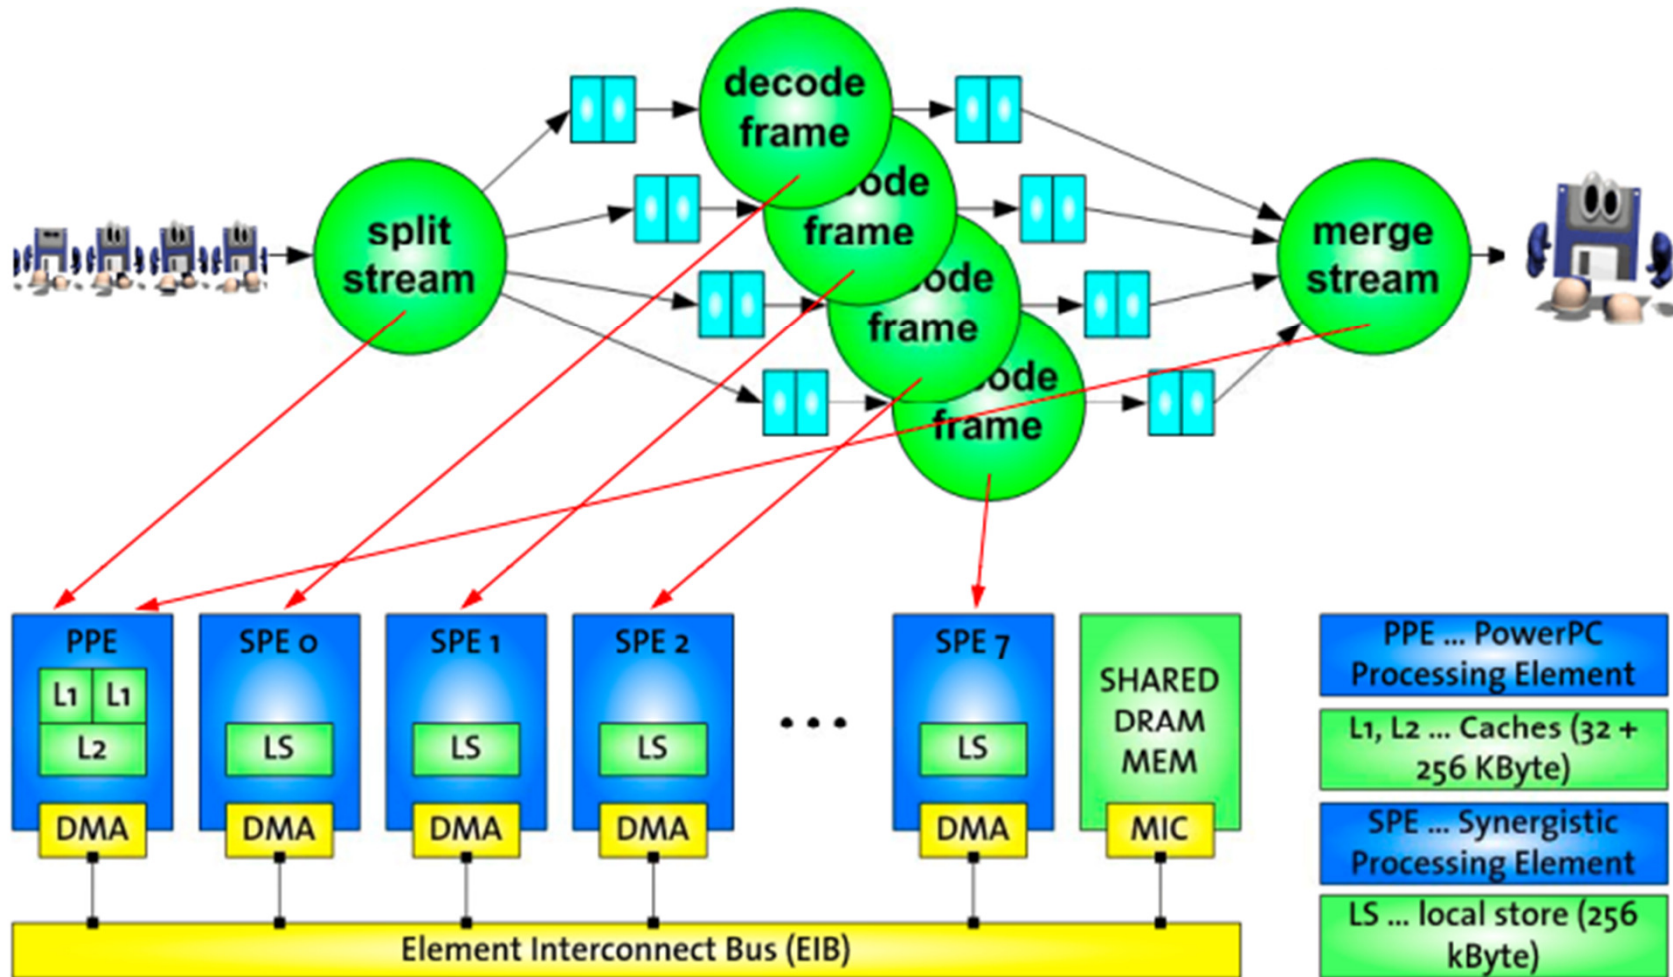 decode
frame
code
frame
code
frame
code
frame
split
stream
merge
stream
PPE
L1 L1
L2
DMA
SPE 0
LS
DMA
SPE 1
LS
DMA
SPE 2
LS
DMA
...
SPE 7
LS
DMA
SHARED
DRAM
MEM
MIC
Element Interconnect Bus (EIB)
PPE ... PowerPC
Processing Element
L1, L2 ... Caches (32 +
256 KByte)
SPE ... Synergistic
Processing Element
LS ... local store (256
kByte)